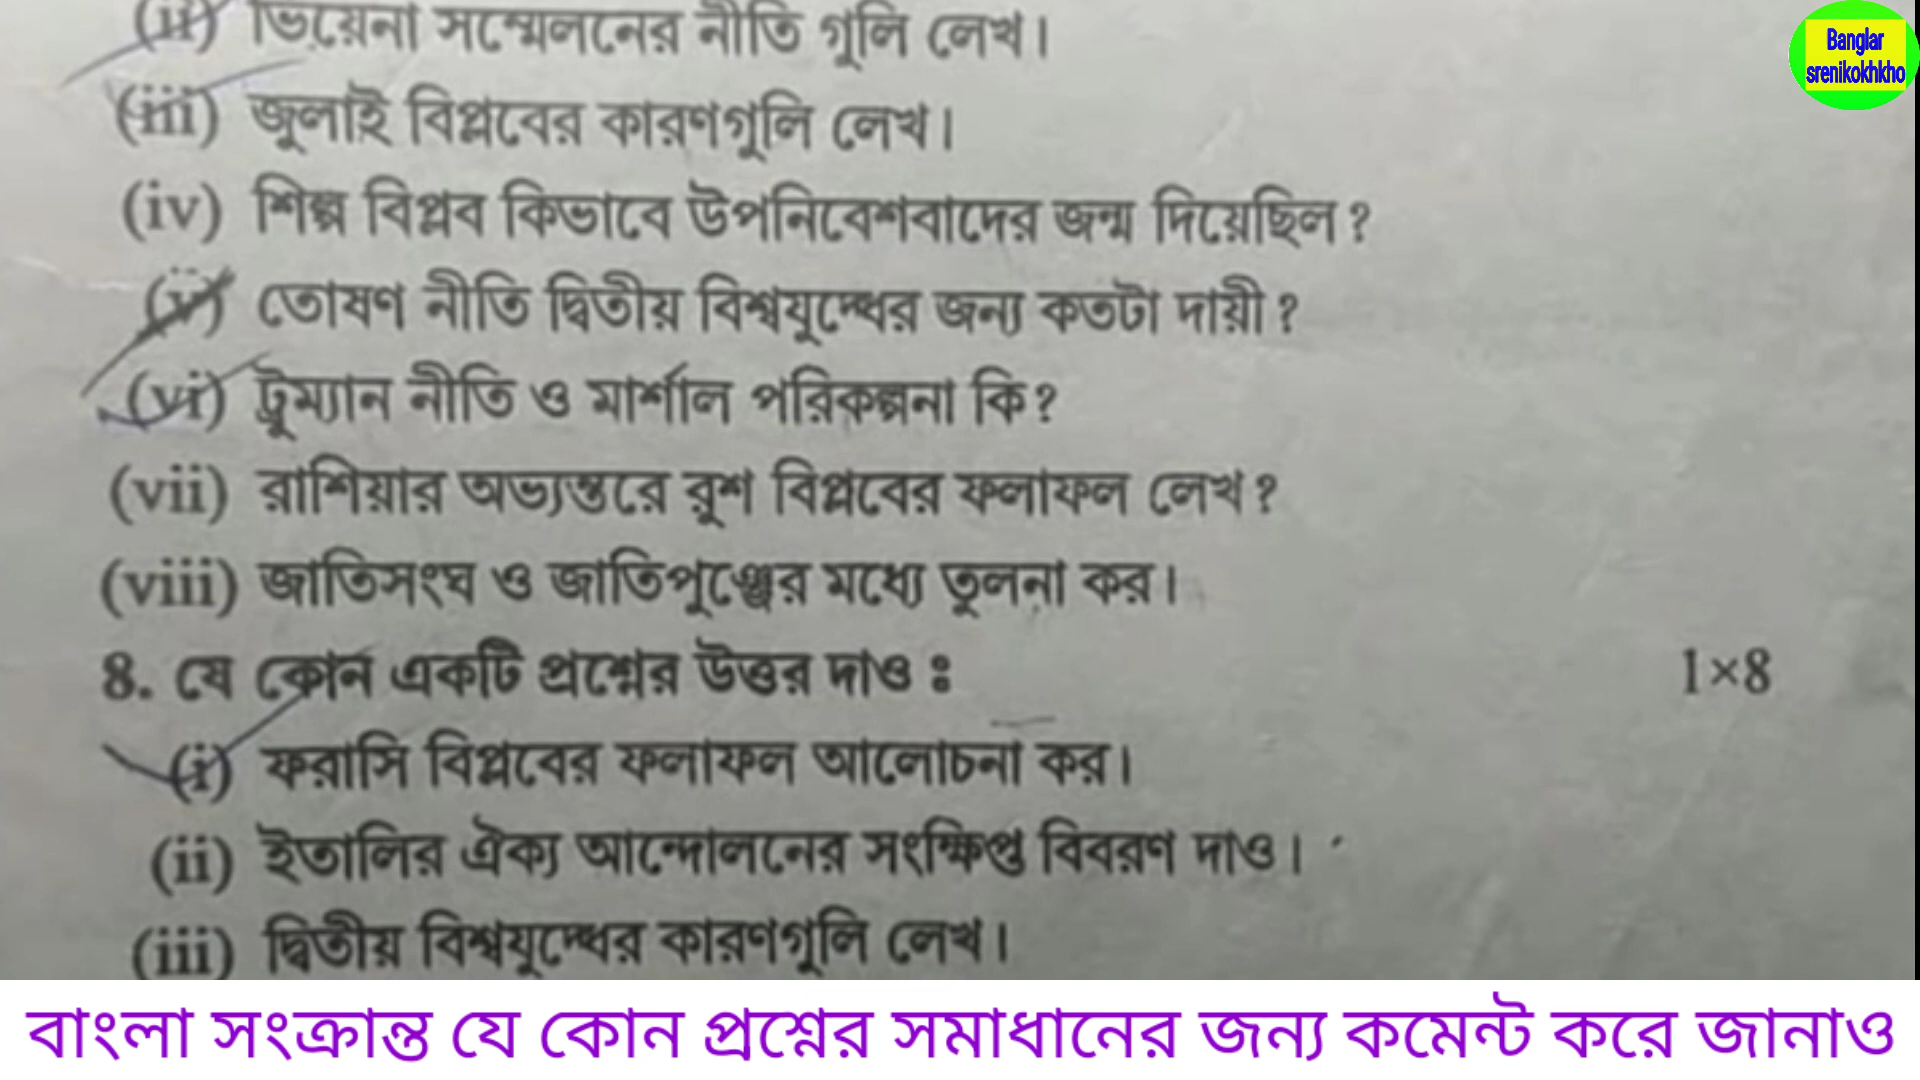 (ii) ভিয়েনা সম্মেলনের নীতি গুলি লেখ।
Banglar
srenikokhkho
(iii) জুলাই বিপ্লবের কারণগুলি লেখ।
(iv) শিল্প বিপ্লব কিভাবে উপনিবেশবাদের জন্ম দিয়েছিল?
(v) তোষণ নীতি দ্বিতীয় বিশ্বযুদ্ধের জন্য কতটা দায়ী?
(vi) ট্রুম্যান নীতি ও মার্শাল পরিকল্পনা কি?
(vii) রাশিয়ার অভ্যন্তরে রুশ বিপ্লবের ফলাফল লেখ?
(viii) জাতিসংঘ ও জাতিপুঞ্জের মধ্যে তুলনা কর।
8. যে কোন একটি প্রশ্নের উত্তর দাও ঃ 1×8
(i) ফরাসি বিপ্লবের ফলাফল আলোচনা কর।
(ii) ইতালির ঐক্য আন্দোলনের সংক্ষিপ্ত বিবরণ দাও।
(iii) দ্বিতীয় বিশ্বযুদ্ধের কারণগুলি লেখ।
বাংলা সংক্রান্ত যে কোন প্রশ্নের সমাধানের জন্য কমেন্ট করে জানাও